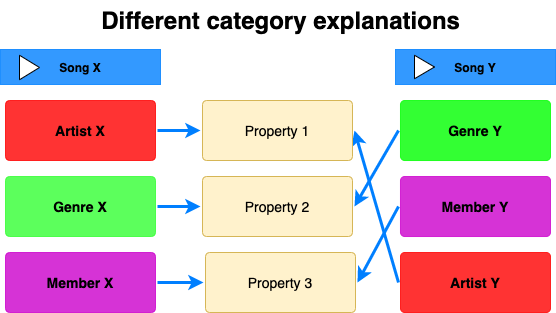 Different category explanations
Song X
Song Y
Artist X
Property 1
Genre Y
Genre X
Property 2
Member Y
Member X
Property 3
Artist Y